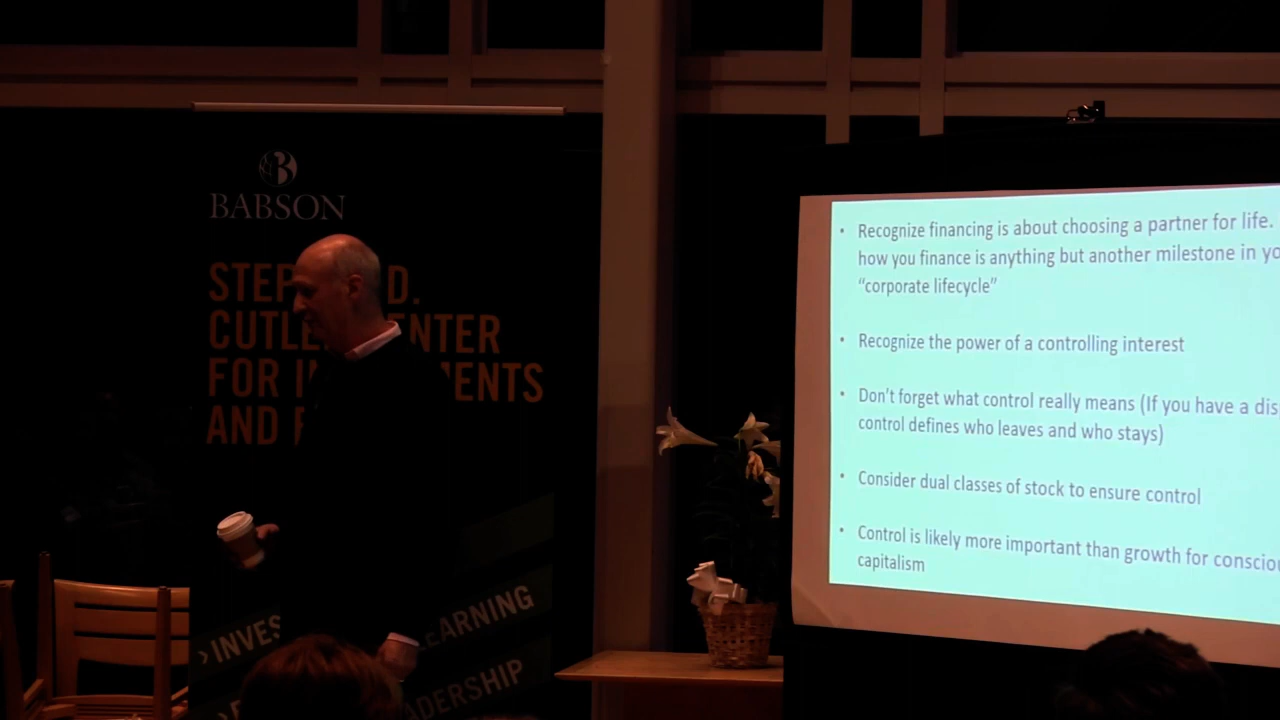 BABSON
STEP D.
CUTLE ENTER
FOR I ENTS
AND
› INVES
EARNING
ADERSHIP
• Recognize financing is about choosing a partner for life.
how you finance is anything but another milestone in yo
“corporate lifecycle”
• Recognize the power of a controlling interest
• Don’t forget what control really means (If you have a dis
control defines who leaves and who stays)
• Consider dual classes of stock to ensure control
• Control is likely more important than growth for conscio
capitalism